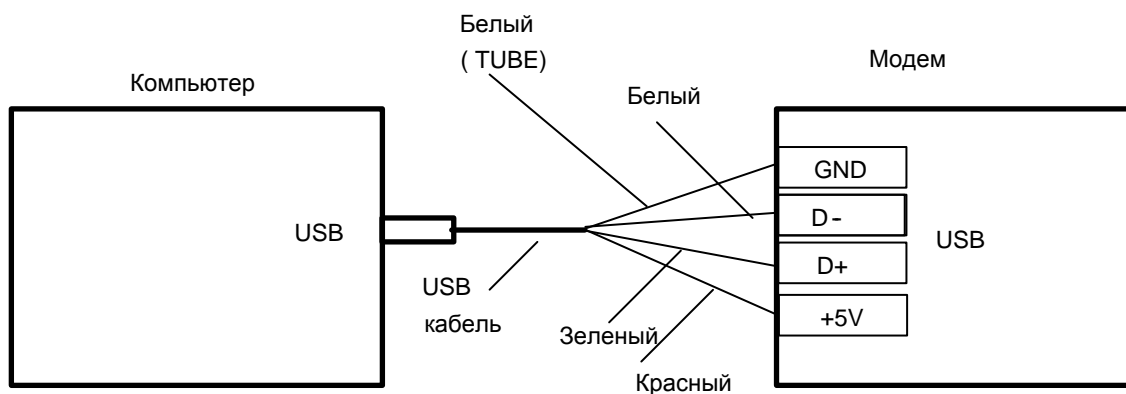 Белый
( TUBE)
Модем
Компьютер
Белый
GND
D-
USB
USB
D+
USB
кабель
+5V
Зеленый
Красный